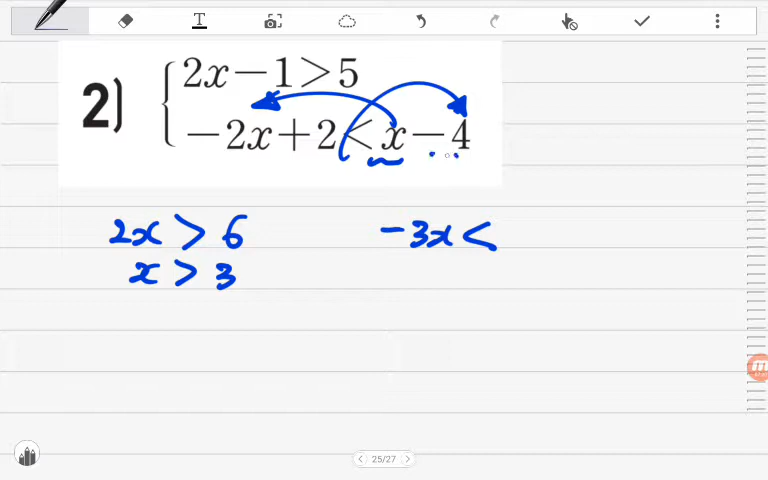 2) { 2x − 1 > 5
−2x + 2 < x − 4
2x > 6
−3x <
x > 3
25/27